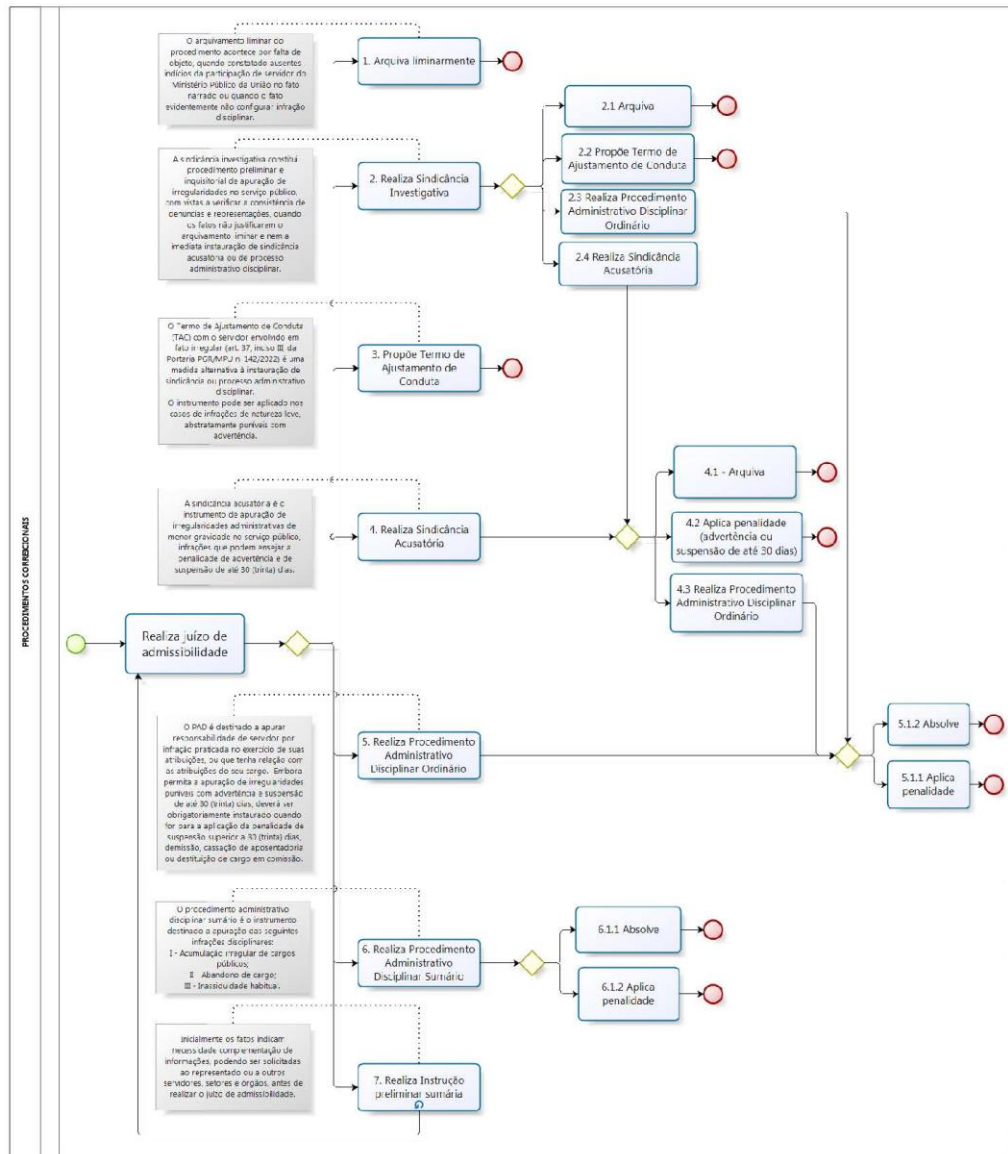 PROCEDIMENTOS CORREICIONAIS
O arquivamento liminar do
procedimento acontece por falta de
objeto, quando constatado ausentes
indícios da participação de servidor do
Ministério Público da União no fato
narrado ou quando o fato
evidentemente não configurar infração
disciplinar.
1. Arquiva liminarmente
A sindicância investigativa constitui
procedimento preliminar e
inquisitorial de apuração de
irregularidades no serviço público,
com vistas a verificar a consistência de
denúncias e representações, quando
os fatos não justificarem o
arquivamento liminar e nem a
imediata instauração de sindicância
acusatória ou de processo
administrativo disciplinar.
2. Realiza Sindicância
Investigativa
2.1 Arquiva
2.2 Propõe Termo de
Ajustamento de Conduta
2.3 Realiza Procedimento
Administrativo Disciplinar
Ordinário
2.4 Realiza Sindicância
Acusatória
O Termo de Ajustamento de Conduta
(TAC) com o servidor envolvido em
fato irregular (art. 37, inciso III, da
Portaria PGR/MPU n. 142/2022) é uma
medida alternativa à instauração de
sindicância ou processo administrativo
disciplinar.
O instrumento pode ser aplicado nos
casos de infrações de natureza leve,
abstratamente puníveis com
advertência.
3. Propõe Termo de
Ajustamento de
Conduta
A sindicância acusatória é o
instrumento de apuração de
irregularidades administrativas de
menor gravidade no serviço público,
infrações que podem ensejar a
penalidade de advertência e de
suspensão de até 30 (trinta) dias.
4. Realiza Sindicância
Acusatória
4.1 - Arquiva
4.2 Aplica penalidade
(advertência ou
suspensão de até 30 dias)
4.3 Realiza Procedimento
Administrativo Disciplinar
Ordinário
Realiza juízo de
admissibilidade
O PAD é destinado a apurar
responsabilidade de servidor por
infração praticada no exercício de suas
atribuições, ou que tenha relação com
as atribuições do seu cargo. Embora
permita a apuração de irregularidades
puníveis com advertência e suspensão
de até 30 (trinta) dias, deverá ser
obrigatoriamente instaurado quando
for para a aplicação da penalidade de
suspensão superior a 30 (trinta) dias,
demissão, cassação de aposentadoria
ou destituição de cargo em comissão.
5. Realiza Procedimento
Administrativo
Disciplinar Ordinário
5.1.2 Absolve
5.1.1 Aplica
penalidade
O procedimento administrativo
disciplinar sumário é o instrumento
destinado a apuração das seguintes
infrações disciplinares:
I - Acumulação irregular de cargos
públicos;
II - Abandono de cargo;
III - Inassiduidade habitual.
6. Realiza Procedimento
Administrativo
Disciplinar Sumário
6.1.1 Absolve
6.1.2 Aplica
penalidade
Inicialmente os fatos indicam
necessidade complementação de
informações, podendo ser solicitadas
ao representado ou a outros
servidores, setores e órgãos, antes de
realizar o juízo de admissibilidade.
7. Realiza Instrução
preliminar sumária